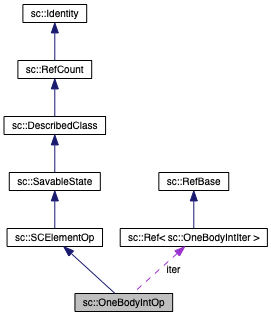 sc::Identity
sc::RefCount
sc::DescribedClass
sc::SavableState
sc::RefBase
sc::SCElementOp
sc::Ref< sc::OneBodyIntIter >
iter
sc::OneBodyIntOp